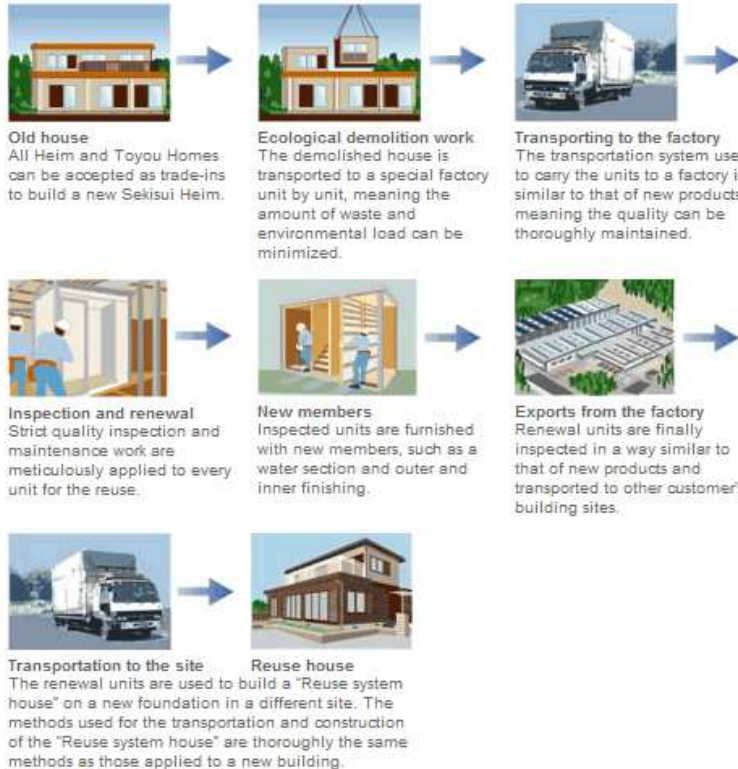 Old house
All Heim and Toyou Homes
can be accepted as trade-ins
to build a new Sekisui Heim.
Ecological demolition work
The demolished house is
transported to a special factory
unit by unit, meaning the
amount of waste and
environmental load can be
minimized.
Transporting to the factory
The transportation system use
to carry the units to a factory i
similar to that of new products
meaning the quality can be
thoroughly maintained.
Inspection and renewal
Strict quality inspection and
maintenance work are
meticulously applied to every
unit for the reuse.
New members
Inspected units are furnished
with new members, such as a
water section and outer and
inner finishing.
Exports from the factory
Renewal units are finally
inspected in a way similar to
that of new products and
transported to other customer'
building sites.
Transportation to the site
Reuse house
The renewal units are used to build a "Reuse system
house" on a new foundation in a different site. The
methods used for the transportation and construction
of the "Reuse system house" are thoroughly the same
methods as those applied to a new building.